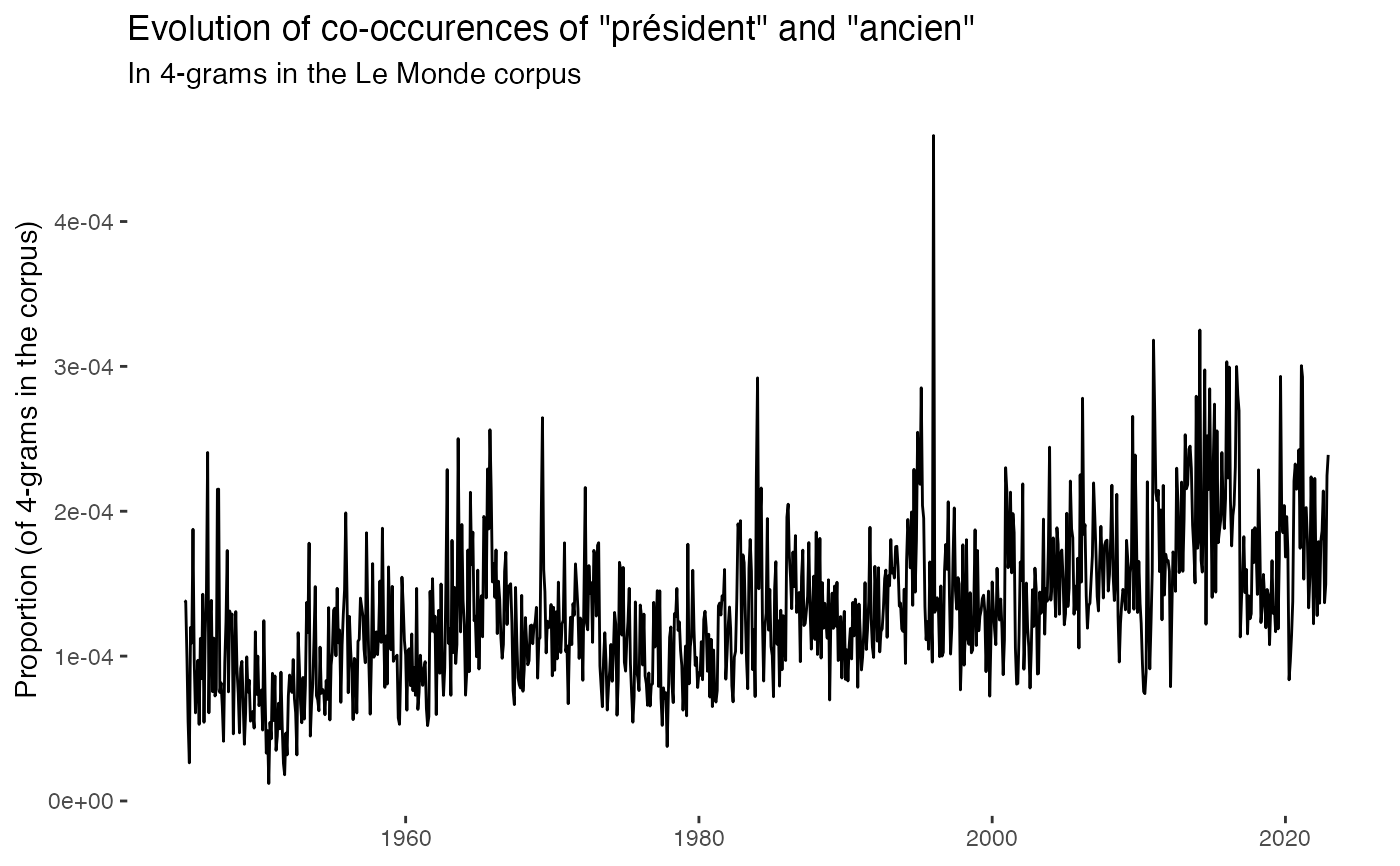 Evolution of co-occurences of "président" and "ancien"
In 4-grams in the Le Monde corpus
Proportion (of 4-grams in the corpus)
4e-04
3e-04
2e-04
1e-04
0e+00
1960 1980 2000 2020